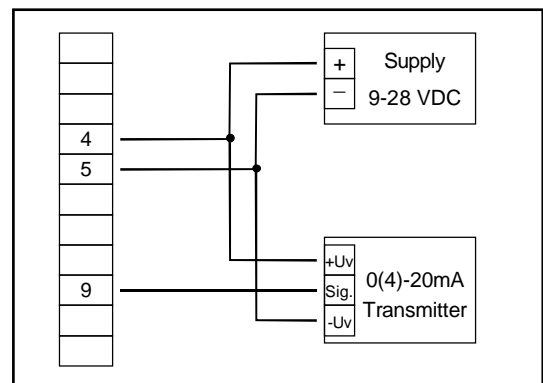 + Supply
– 9-28 VDC
4
5
+Uv
9 Sig. 0(4)-20mA
Transmitter
-Uv